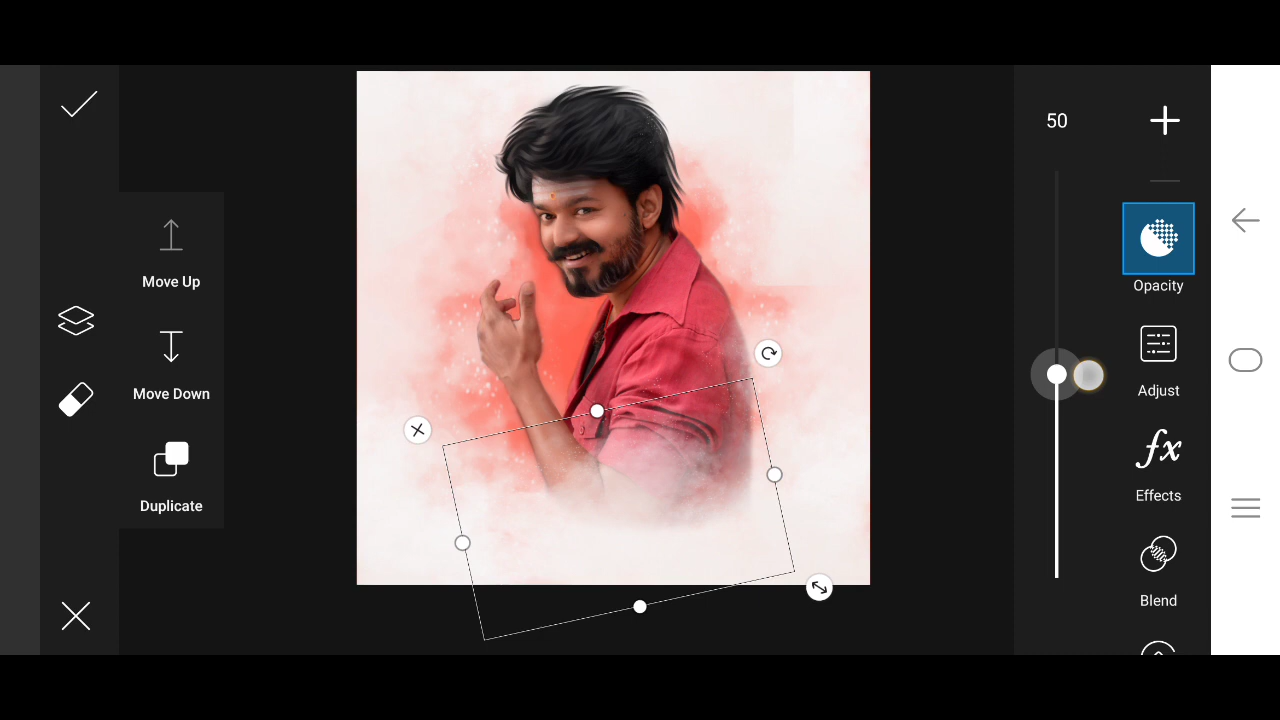 50
Opacity
Move Up
Adjust
Move Down
fx
Effects
Duplicate
Blend